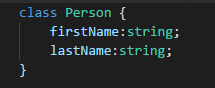 class Person {
    firstName:string;
    lastName:string;
}